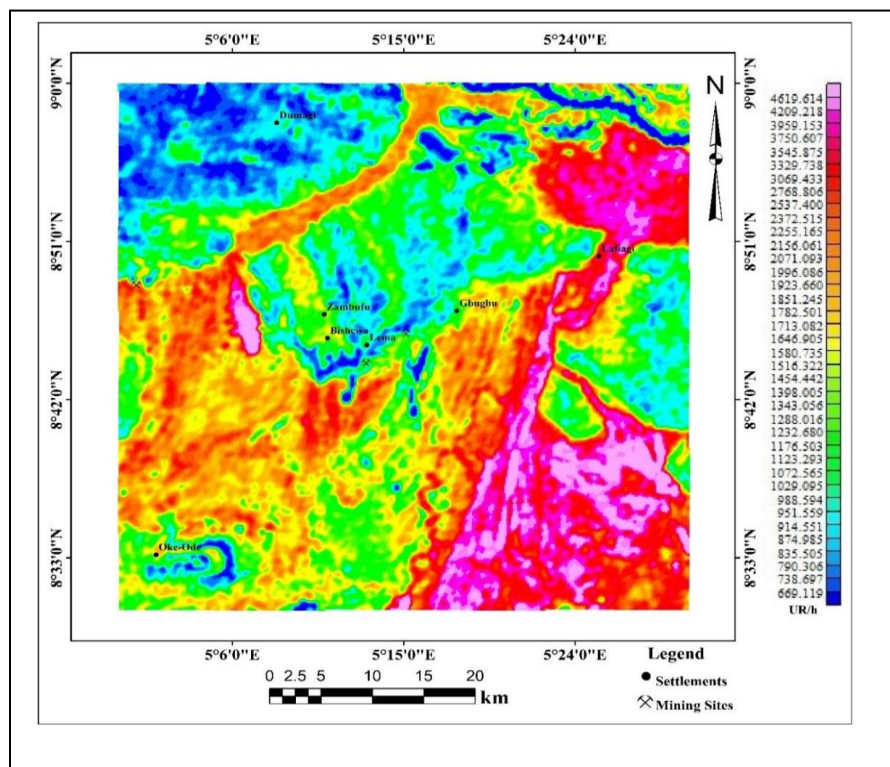 5°6'0"E 5°15'0"E 5°24'0"E
9°0'0"N
8°51'0"N
8°42'0"N
8°33'0"N
N
9°0'0"N
8°51'0"N
8°42'0"N
8°33'0"N
Dumagi
Lafiagi
Zambufu
Gbugbu
Bishewa
Lema
Oke-Ode
4619.614
4209.218
3959.153
3750.607
3545.875
3329.738
3069.433
2768.806
2537.400
2372.515
2255.165
2156.061
2071.093
1996.086
1923.660
1851.245
1782.501
1713.082
1646.905
1580.735
1516.322
1454.442
1398.005
1343.056
1288.016
1232.680
1176.503
1123.293
1072.565
1029.095
988.594
951.559
914.551
874.985
835.505
790.306
738.697
669.119
UR/h
5°6'0"E 5°15'0"E 5°24'0"E
0 2.5 5 10 15 20
km
Legend
Settlements
Mining Sites